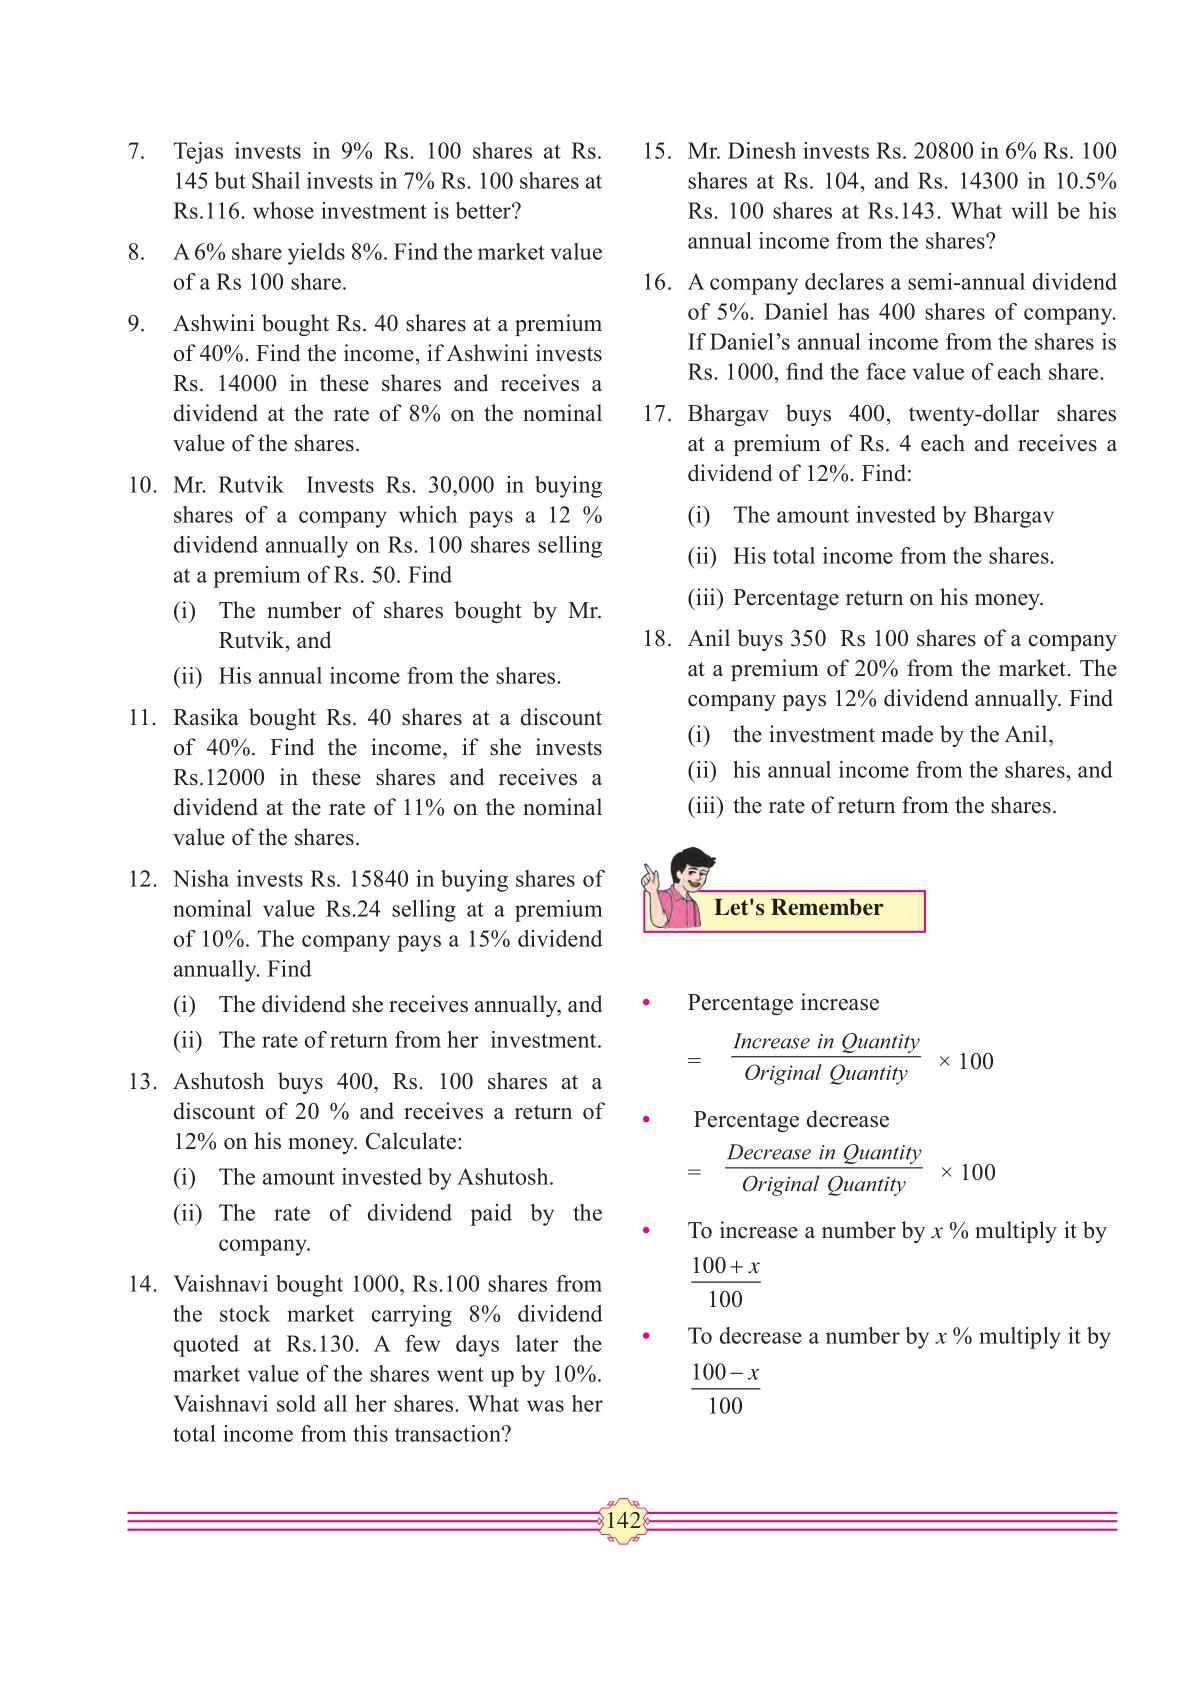 7. Tejas invests in 9% Rs. 100 shares at Rs.
145 but Shail invests in 7% Rs. 100 shares at
Rs.116. whose investment is better?
8. A 6% share yields 8%. Find the market value
of a Rs 100 share.
9. Ashwini bought Rs. 40 shares at a premium
of 40%. Find the income, if Ashwini invests
Rs. 14000 in these shares and receives a
dividend at the rate of 8% on the nominal
value of the shares.
10. Mr. Rutvik Invests Rs. 30,000 in buying
shares of a company which pays a 12 %
dividend annually on Rs. 100 shares selling
at a premium of Rs. 50. Find
(i) The number of shares bought by Mr.
Rutvik, and
(ii) His annual income from the shares.
11. Rasika bought Rs. 40 shares at a discount
of 40%. Find the income, if she invests
Rs.12000 in these shares and receives a
dividend at the rate of 11% on the nominal
value of the shares.
12. Nisha invests Rs. 15840 in buying shares of
nominal value Rs.24 selling at a premium
of 10%. The company pays a 15% dividend
annually. Find
(i) The dividend she receives annually, and
(ii) The rate of return from her investment.
13. Ashutosh buys 400, Rs. 100 shares at a
discount of 20 % and receives a return of
12% on his money. Calculate:
(i) The amount invested by Ashutosh.
(ii) The rate of dividend paid by the
company.
14. Vaishnavi bought 1000, Rs.100 shares from
the stock market carrying 8% dividend
quoted at Rs.130. A few days later the
market value of the shares went up by 10%.
Vaishnavi sold all her shares. What was her
total income from this transaction?
15. Mr. Dinesh invests Rs. 20800 in 6% Rs. 100
shares at Rs. 104, and Rs. 14300 in 10.5%
Rs. 100 shares at Rs.143. What will be his
annual income from the shares?
16. A company declares a semi-annual dividend
of 5%. Daniel has 400 shares of company.
If Daniel’s annual income from the shares is
Rs. 1000, find the face value of each share.
17. Bhargav buys 400, twenty-dollar shares
at a premium of Rs. 4 each and receives a
dividend of 12%. Find:
(i) The amount invested by Bhargav
(ii) His total income from the shares.
(iii) Percentage return on his money.
18. Anil buys 350 Rs 100 shares of a company
at a premium of 20% from the market. The
company pays 12% dividend annually. Find
(i) the investment made by the Anil,
(ii) his annual income from the shares, and
(iii) the rate of return from the shares.
Let's Remember
• Percentage increase
Increase in Quantity
= × 100
Original Quantity
• Percentage decrease
Decrease in Quantity
= × 100
Original Quantity
• To increase a number by x % multiply it by
100 + x
100
• To decrease a number by x % multiply it by
100 – x
100
142